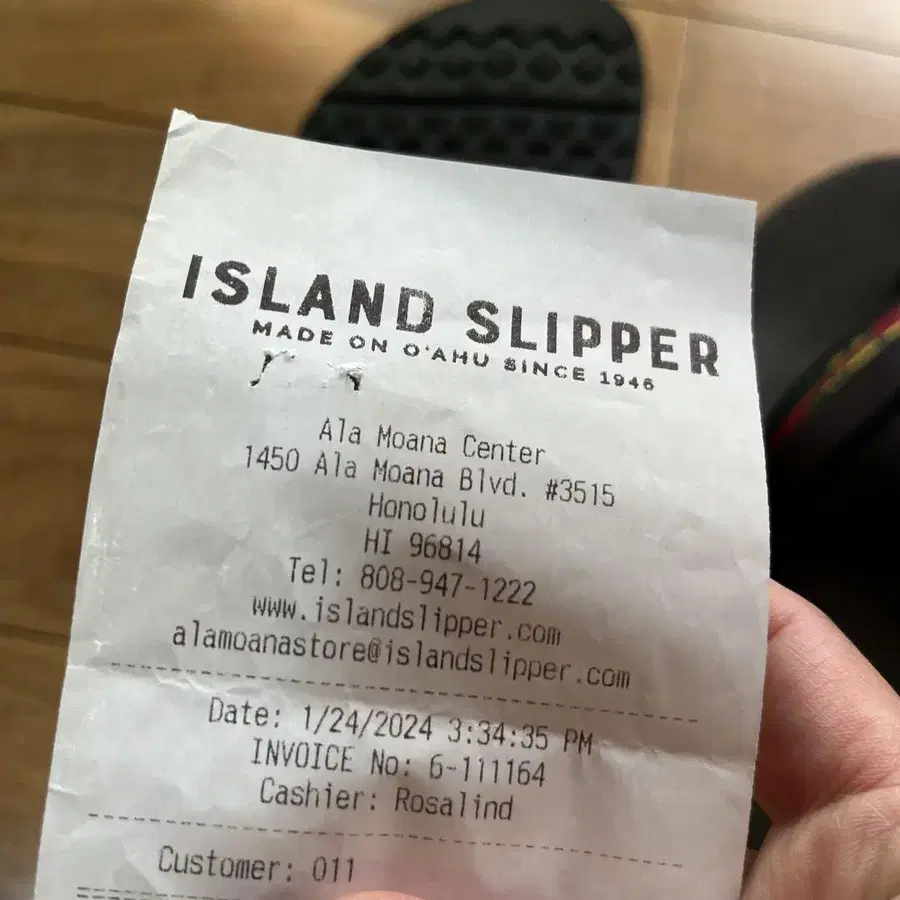 ISLAND SLIPPER
MADE ON O'AHU SINCE 1946
Ala Moana Center
1450 Ala Moana Blvd. #3515
Honolulu
HI 96814
Tel: 808-947-1222
www.islandslipper.com
alamoanastore@islandslipper.com
Date: 1/24/2024 3:34:35 PM
INVOICE No: 6-111164
Cashier: Rosalind
Customer: 011